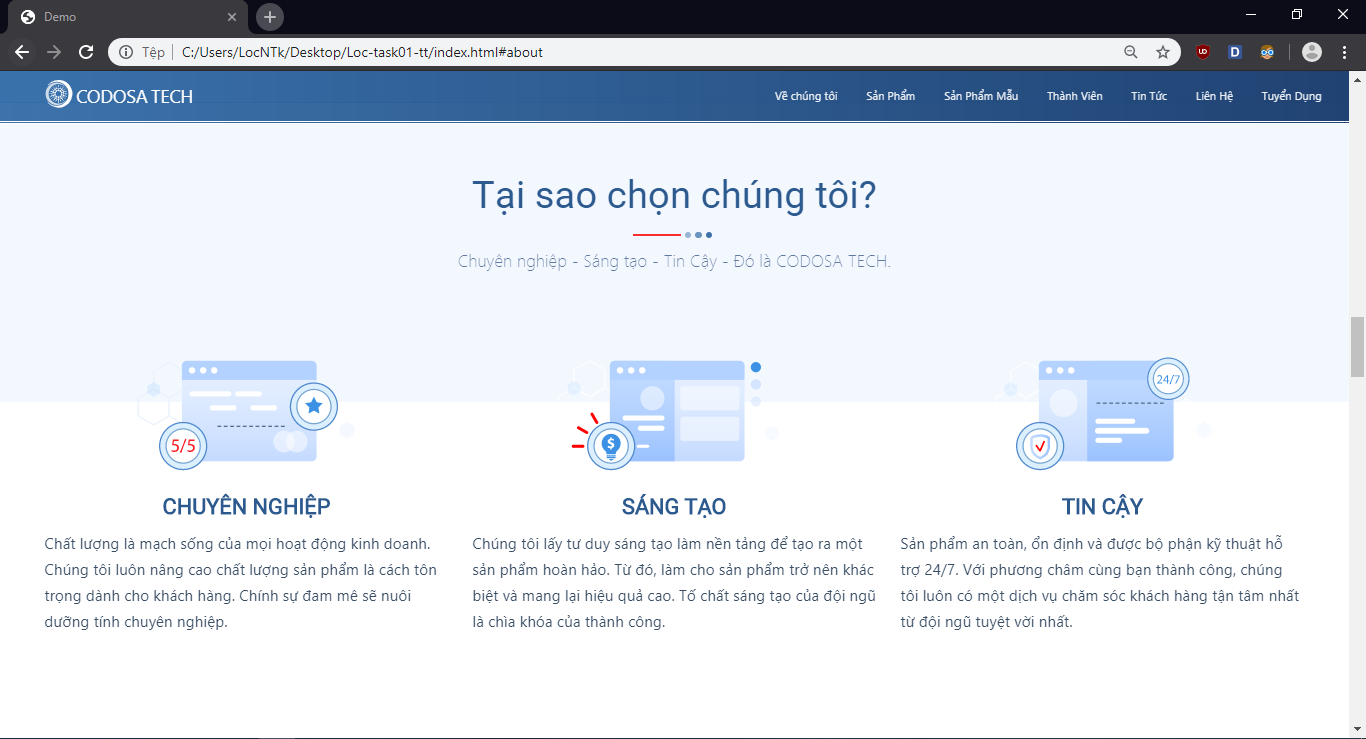 Demo
Tệp
C:/Users/LocNTk/Desktop/Loc-task01-tt/index.html#about
UD
D
CODOSA TECH
Về chúng tôi
Sản Phẩm
Sản Phẩm Mẫu
Thành Viên
Tin Tức
Liên Hệ
Tuyển Dụng
Tại sao chọn chúng tôi?
Chuyên nghiệp - Sáng tạo - Tin Cậy - Đó là CODOSA TECH.
5/5
$
24/7
CHUYÊN NGHIỆP
Chất lượng là mạch sống của mọi hoạt động kinh doanh.
Chúng tôi luôn nâng cao chất lượng sản phẩm là cách tôn
trọng dành cho khách hàng. Chính sự đam mê sẽ nuôi
dưỡng tính chuyên nghiệp.
SÁNG TẠO
Chúng tôi lấy tư duy sáng tạo làm nền tảng để tạo ra một
sản phẩm hoàn hảo. Từ đó, làm cho sản phẩm trở nên khác
biệt và mang lại hiệu quả cao. Tố chất sáng tạo của đội ngũ
là chìa khóa của thành công.
TIN CẬY
Sản phẩm an toàn, ổn định và được bộ phận kỹ thuật hỗ
trợ 24/7. Với phương châm cùng bạn thành công, chúng
tôi luôn có một dịch vụ chăm sóc khách hàng tận tâm nhất
từ đội ngũ tuyệt vời nhất.